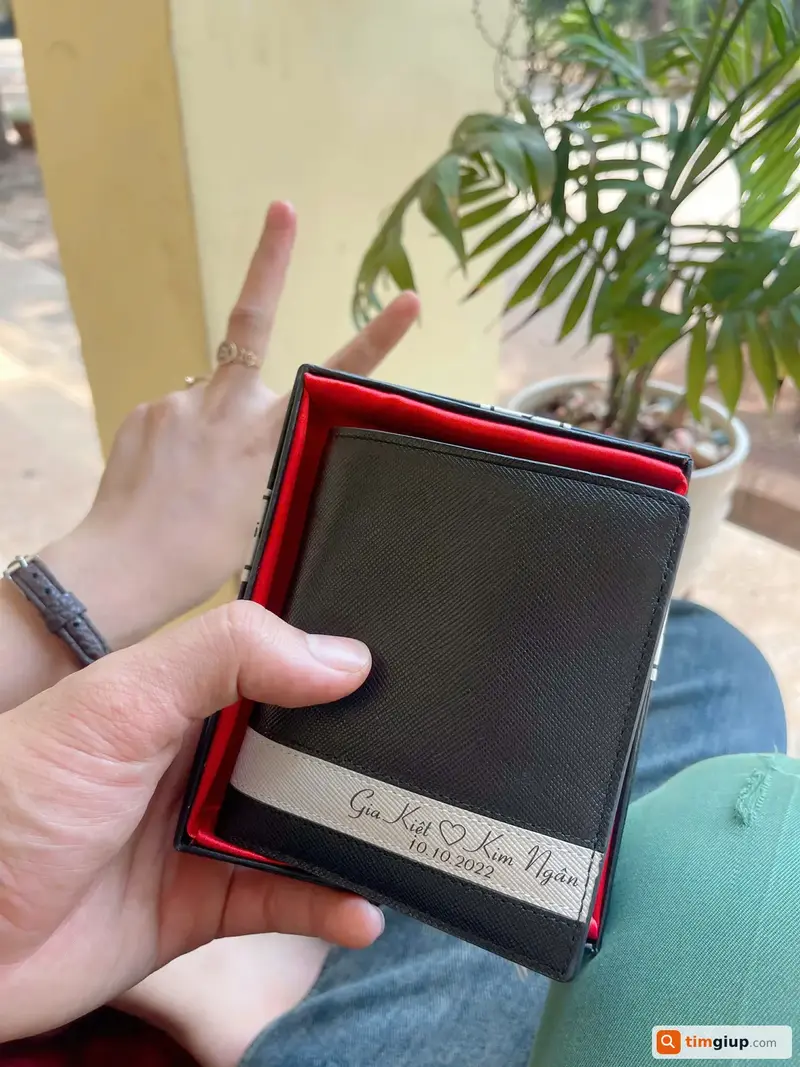 Gia Kiệt ♡ Kim Ngân
10.10.2022
timgiup.com